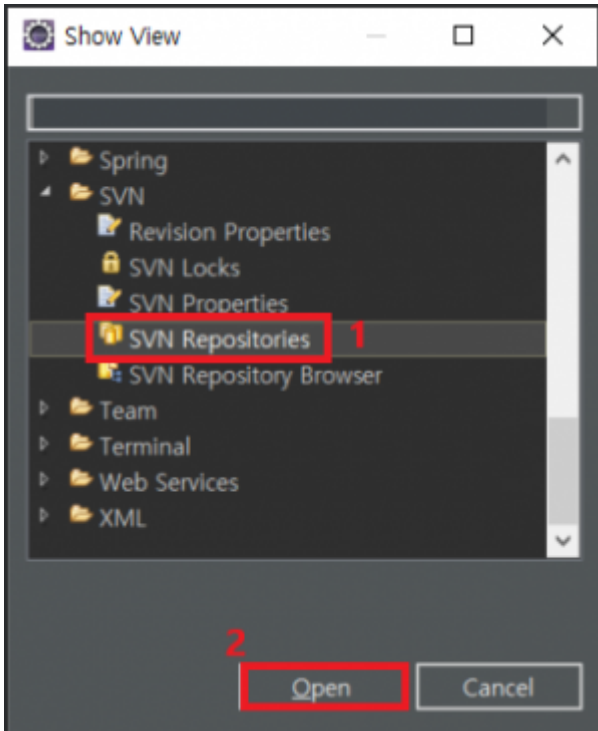 Show View
Spring
SVN
Revision Properties
SVN Locks
SVN Properties
SVN Repositories 1
SVN Repository Browser
Team
Terminal
Web Services
XML
2
Open Cancel